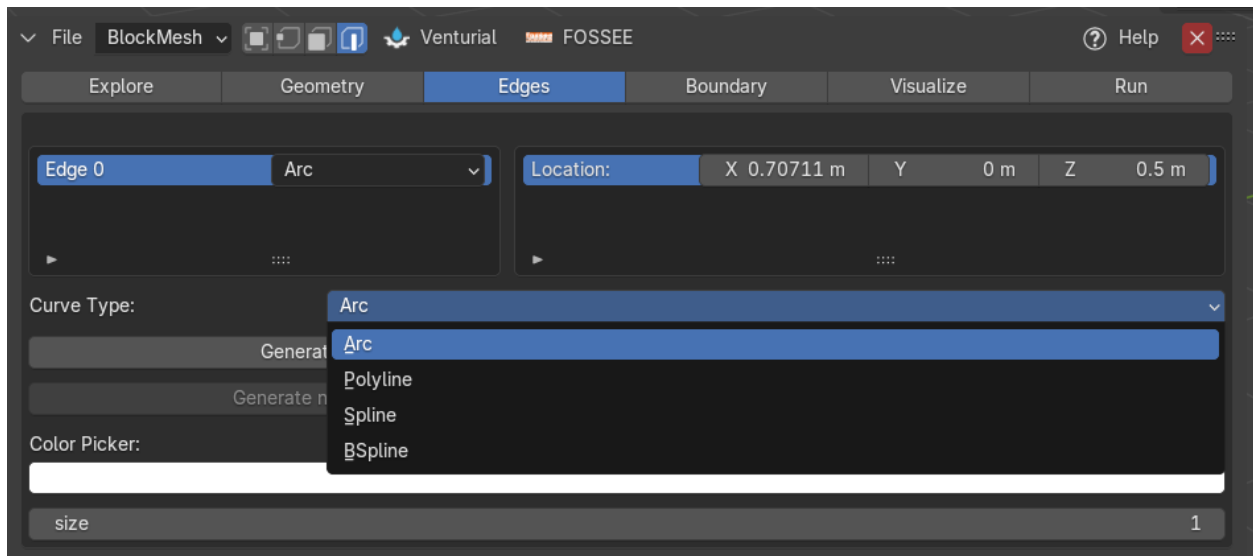 File BlockMesh Venturial FOSSEE Help
Explore Geometry Edges Boundary Visualize Run
Edge 0 Arc Location: X 0.70711 m Y 0 m Z 0.5 m
Curve Type: Arc
Arc
Generat
Polyline
Generate n
Spline
Color Picker:
BSpline
size 1